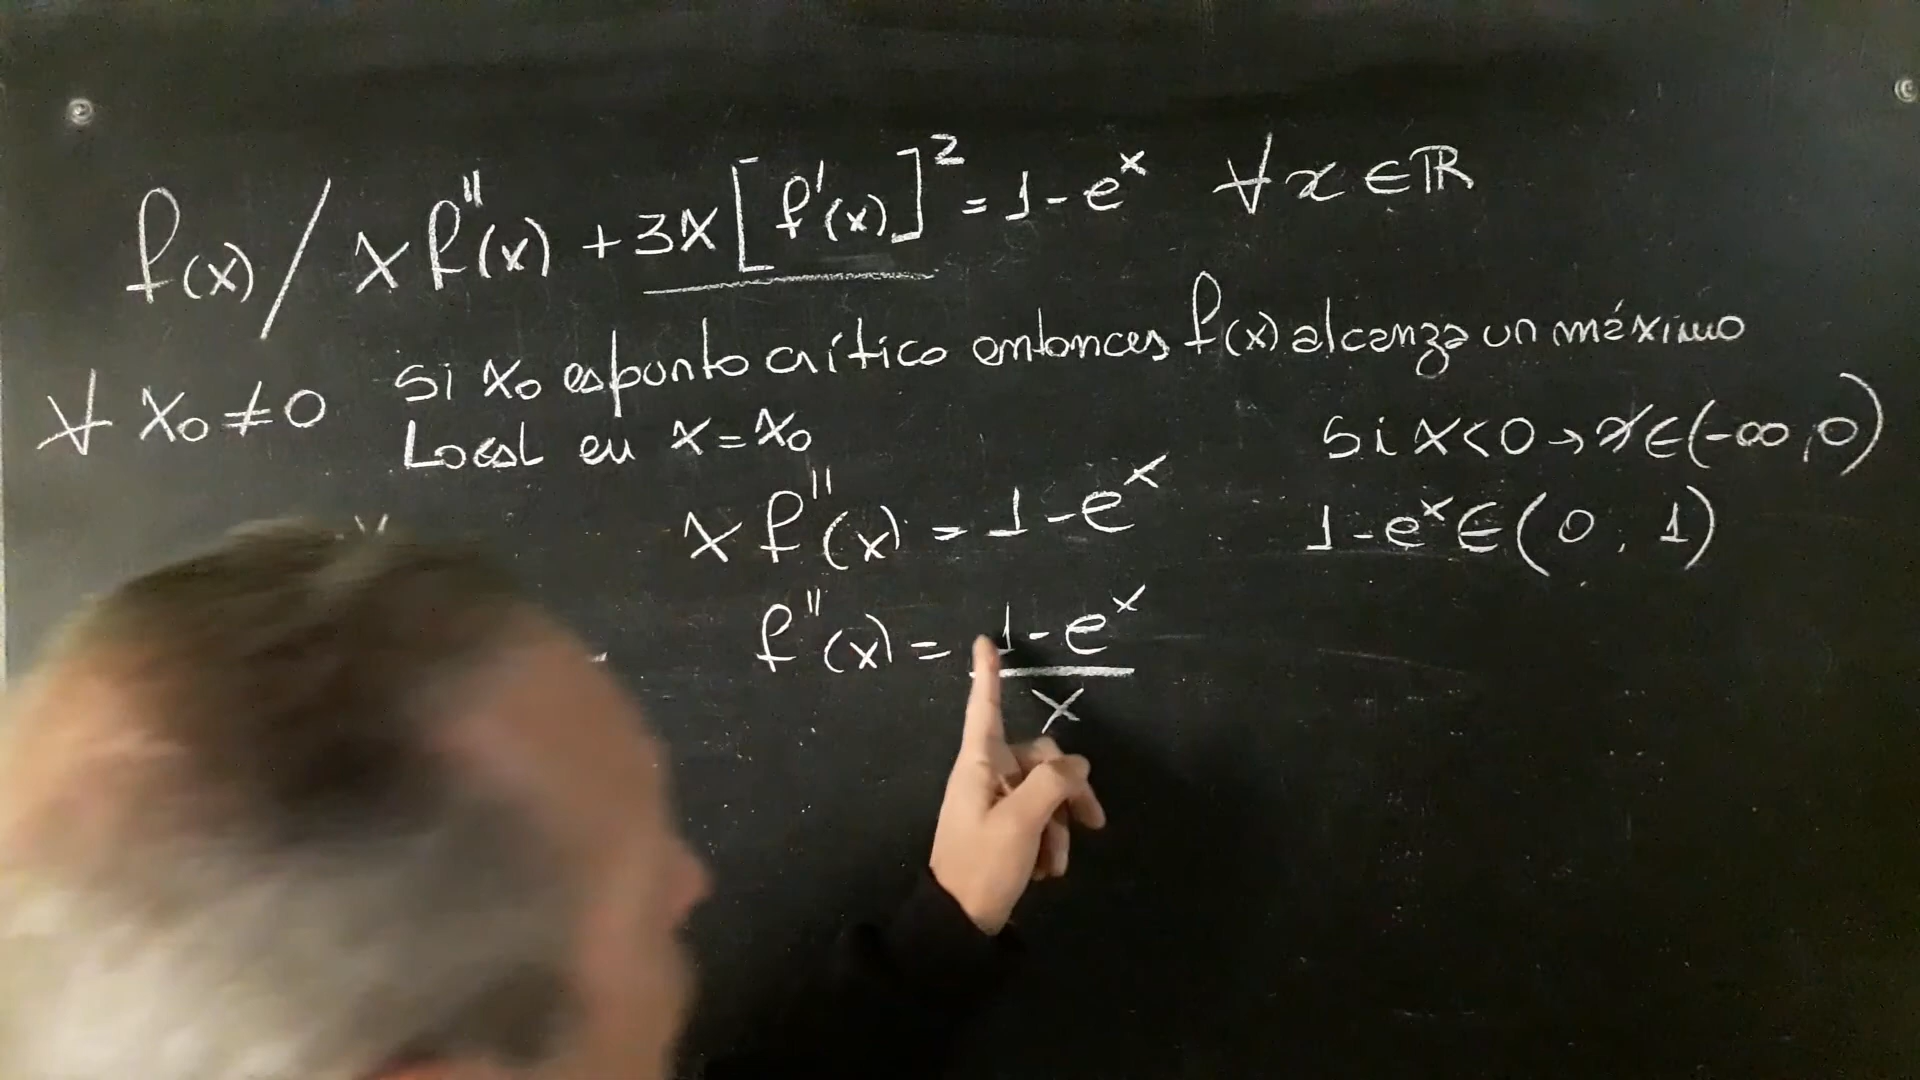 f(x) / x f''(x) + 3x [f'(x)]² = 1 - eˣ ∀x ∈ ℝ
∀ x₀ ≠ 0 Si x₀ es punto crítico entonces f(x) alcanza un máximo
Local en x = x₀
Si x < 0 → x ∈ (-∞, 0)
x f''(x) = 1 - eˣ
1 - eˣ ∈ (0, 1)
f''(x) = (1 - eˣ)/x